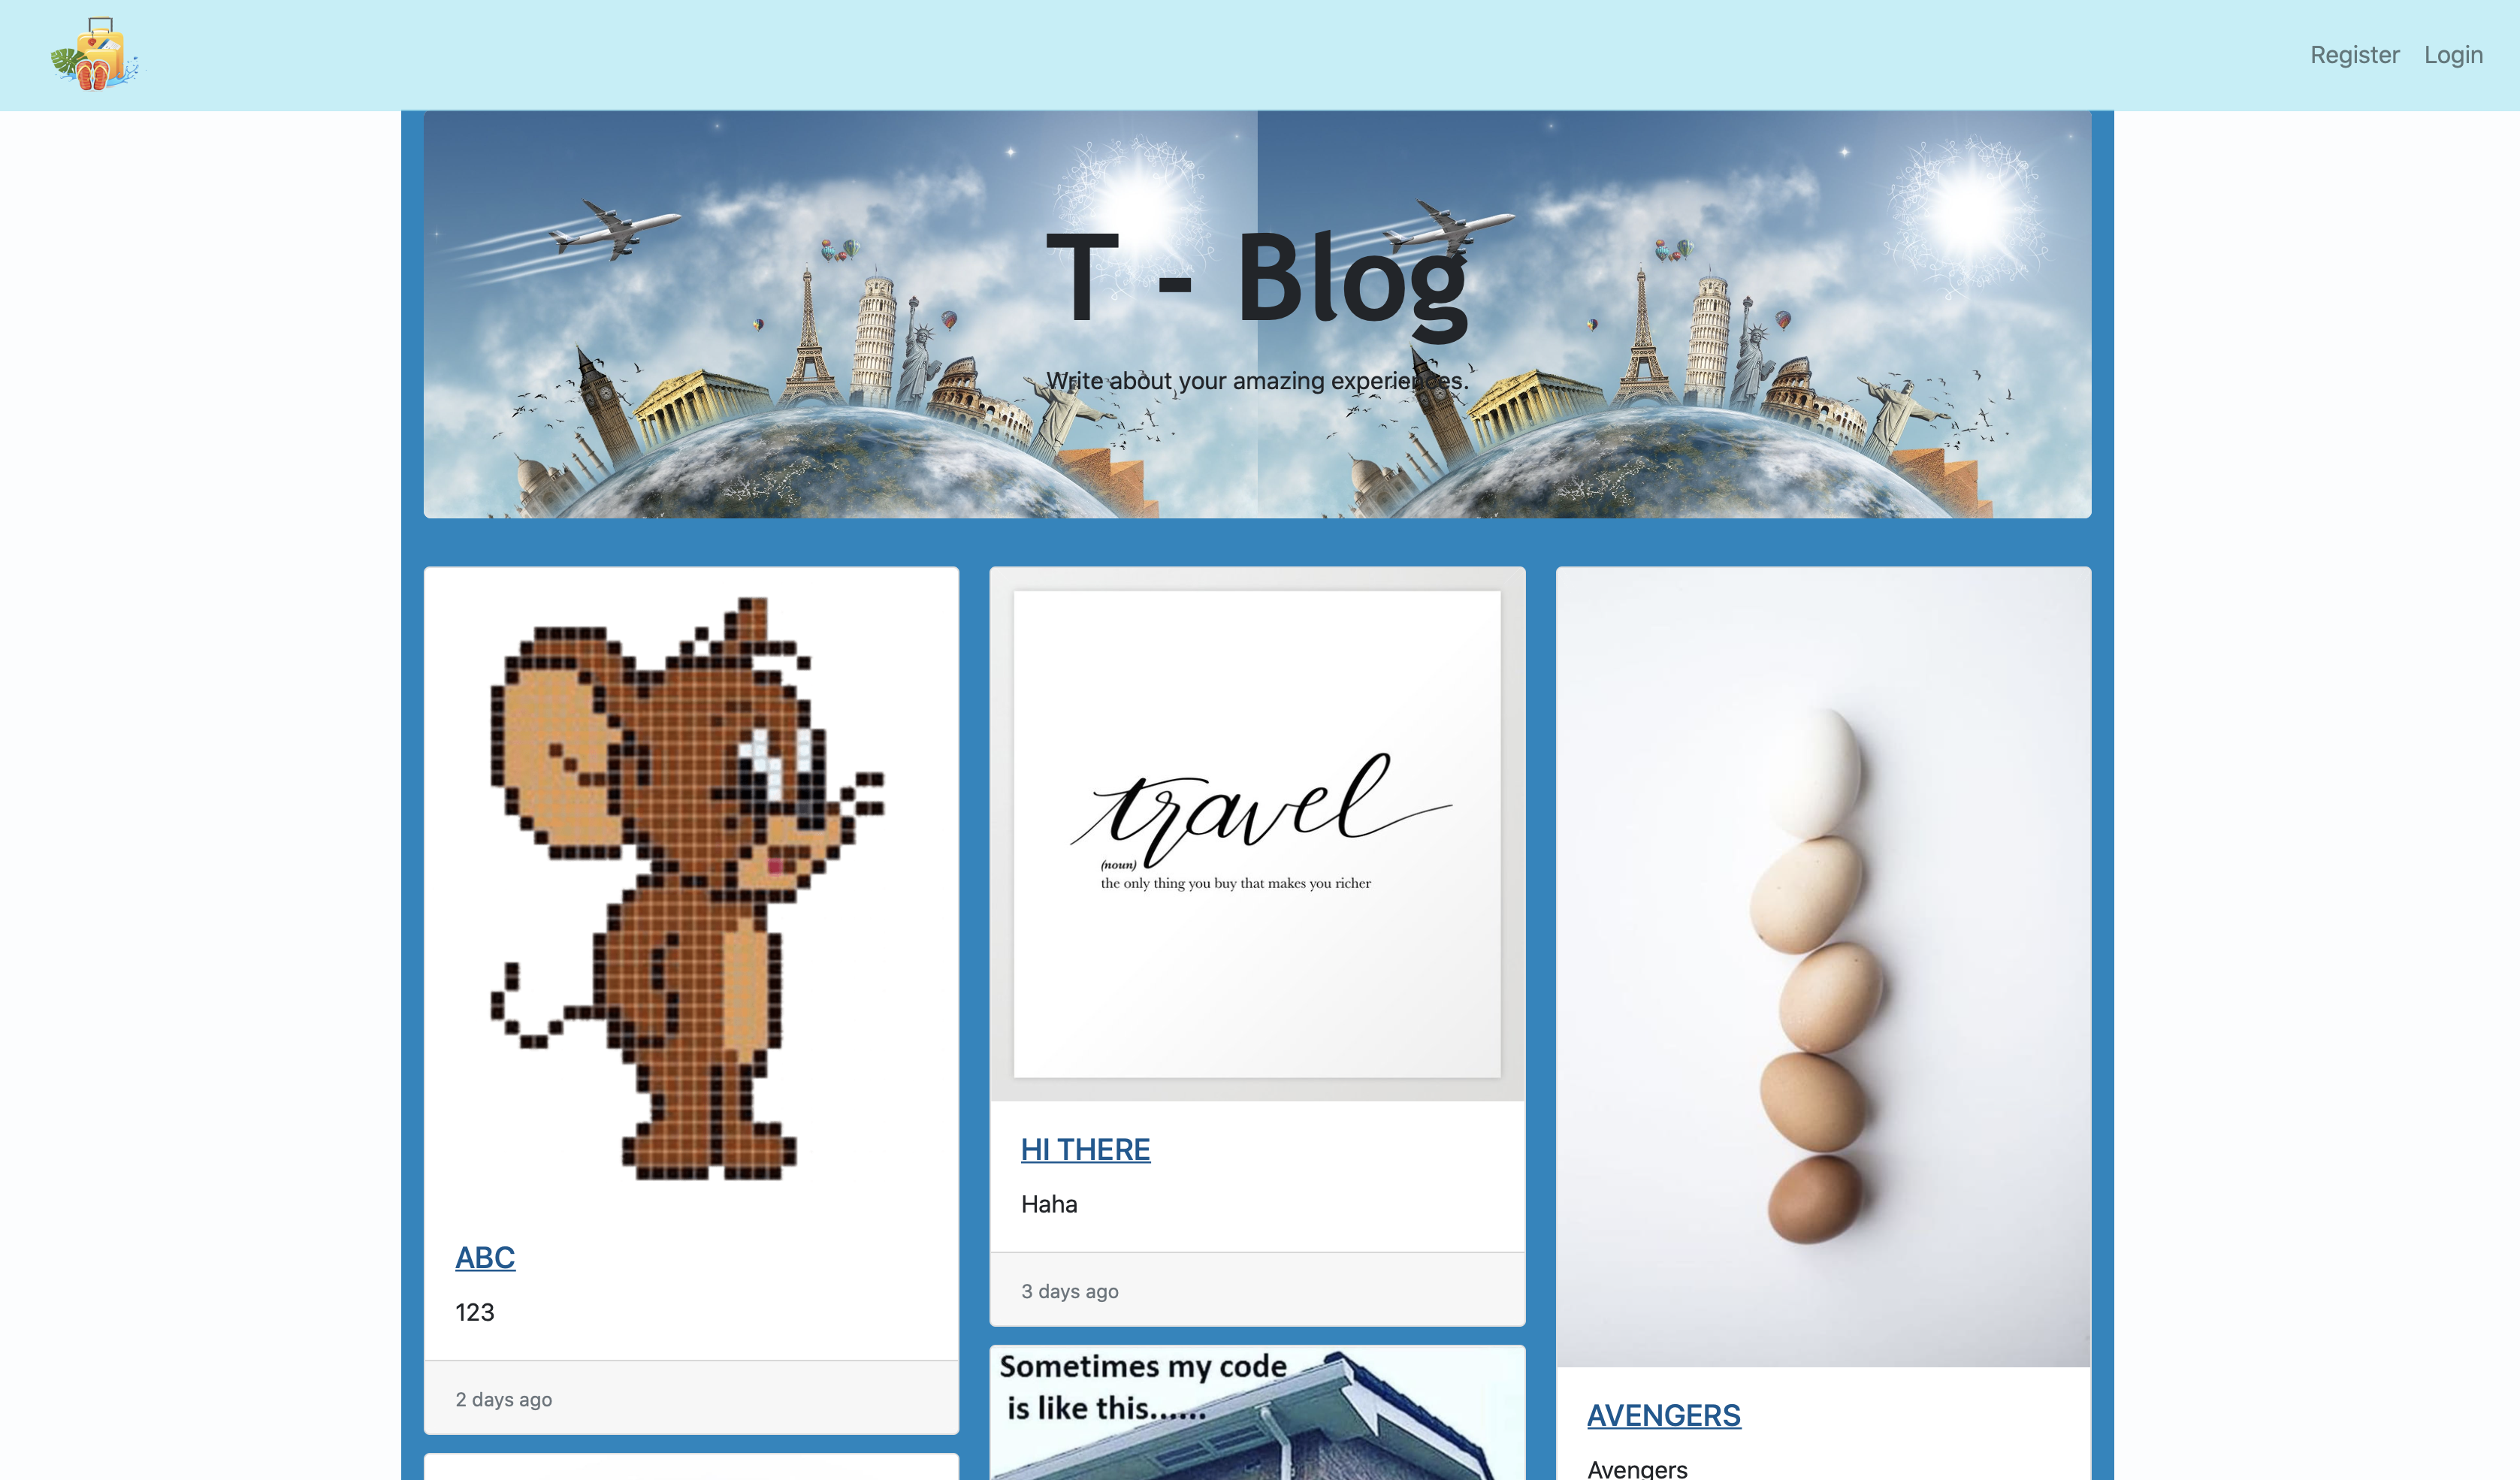 Register Login
T - Blog
Write about your amazing experiences.
travel
(noun)
the only thing you buy that makes you richer
HI THERE
Haha
3 days ago
ABC
123
2 days ago
Sometimes my code
is like this......
AVENGERS
Avengers